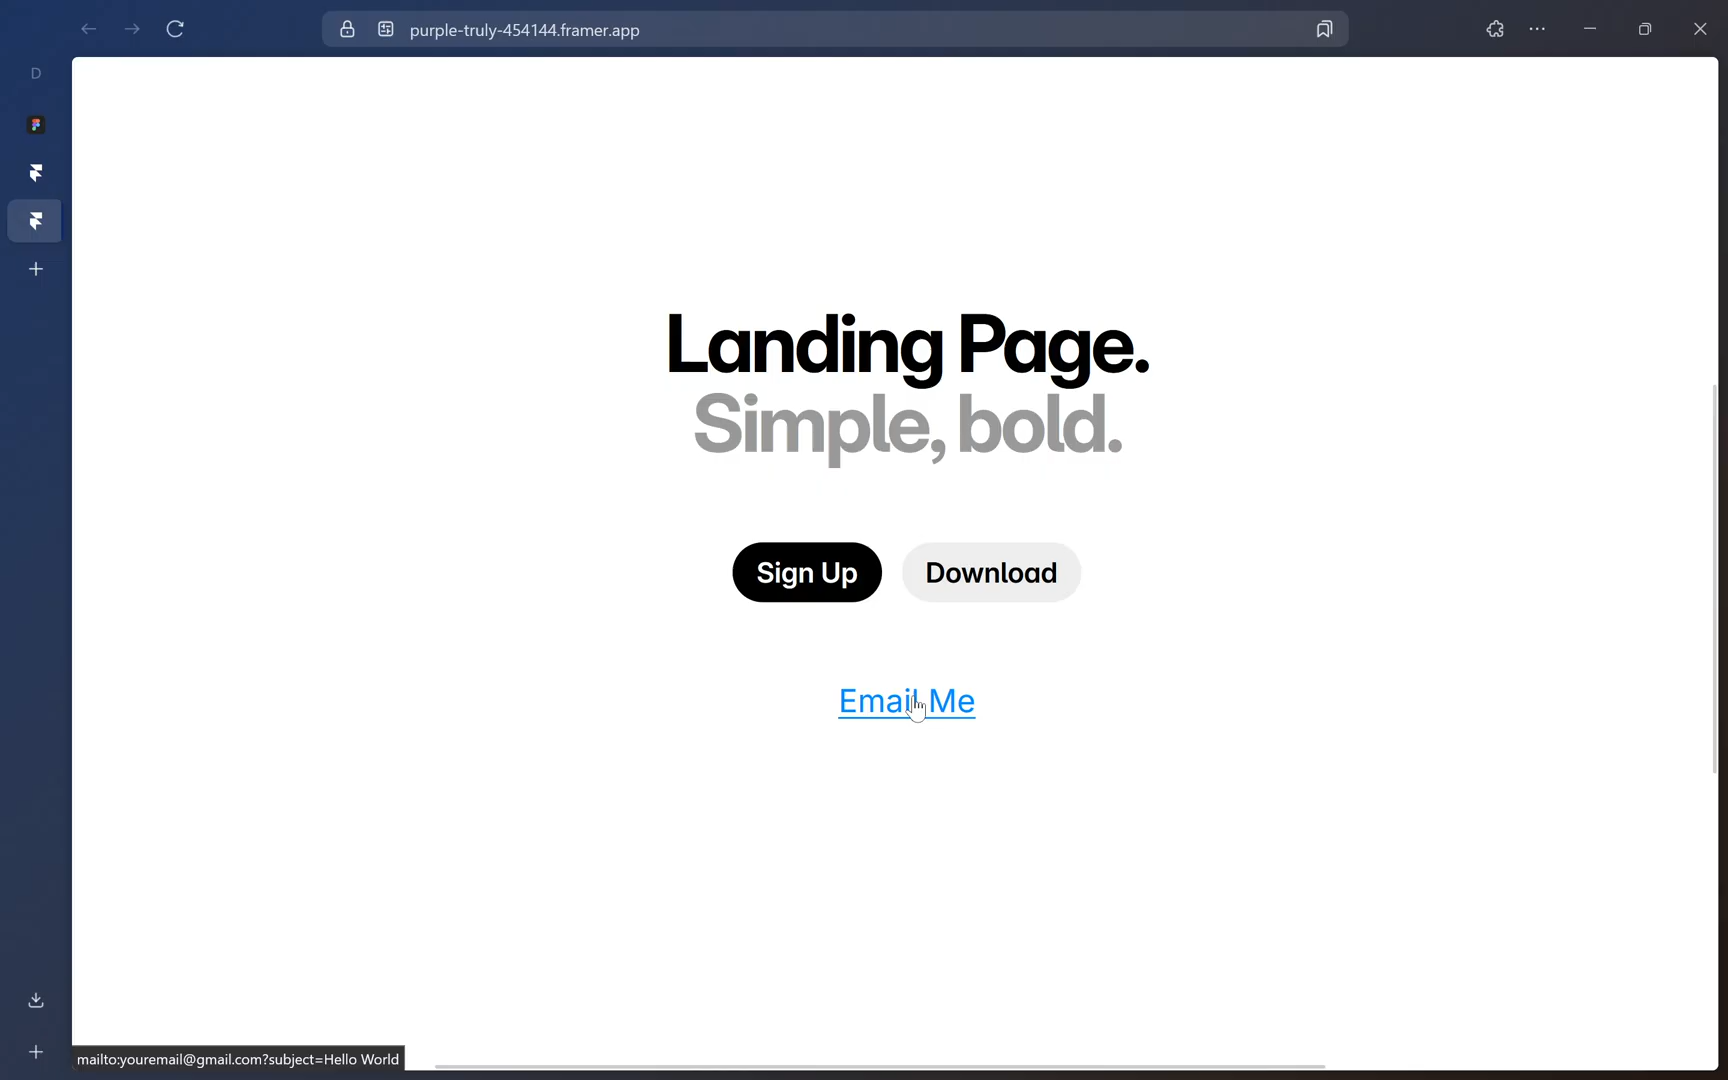 purple-truly-454144.framer.app
D
Landing Page.
Simple, bold.
Sign Up
Download
Email Me
mailto:youremail@gmail.com?subject=Hello World